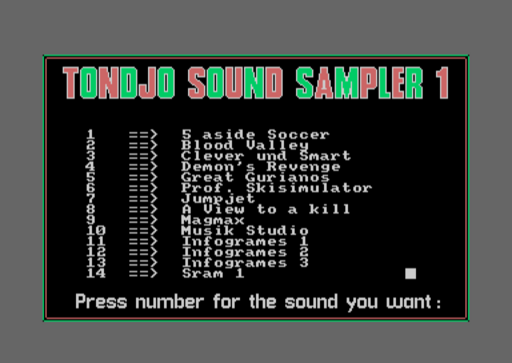 TONDJO SOUND SAMPLER 1
1 ==> 5 aside Soccer
2 ==> Blood Valley
3 ==> Clever und Smart
4 ==> Demon's Revenge
5 ==> Great Gurianos
6 ==> Prof. Skisimulator
7 ==> Jumpjet
8 ==> A View to a kill
9 ==> Magmax
10 ==> Musik Studio
11 ==> Infogrames 1
12 ==> Infogrames 2
13 ==> Infogrames 3
14 ==> Sram 1
Press number for the sound you want: